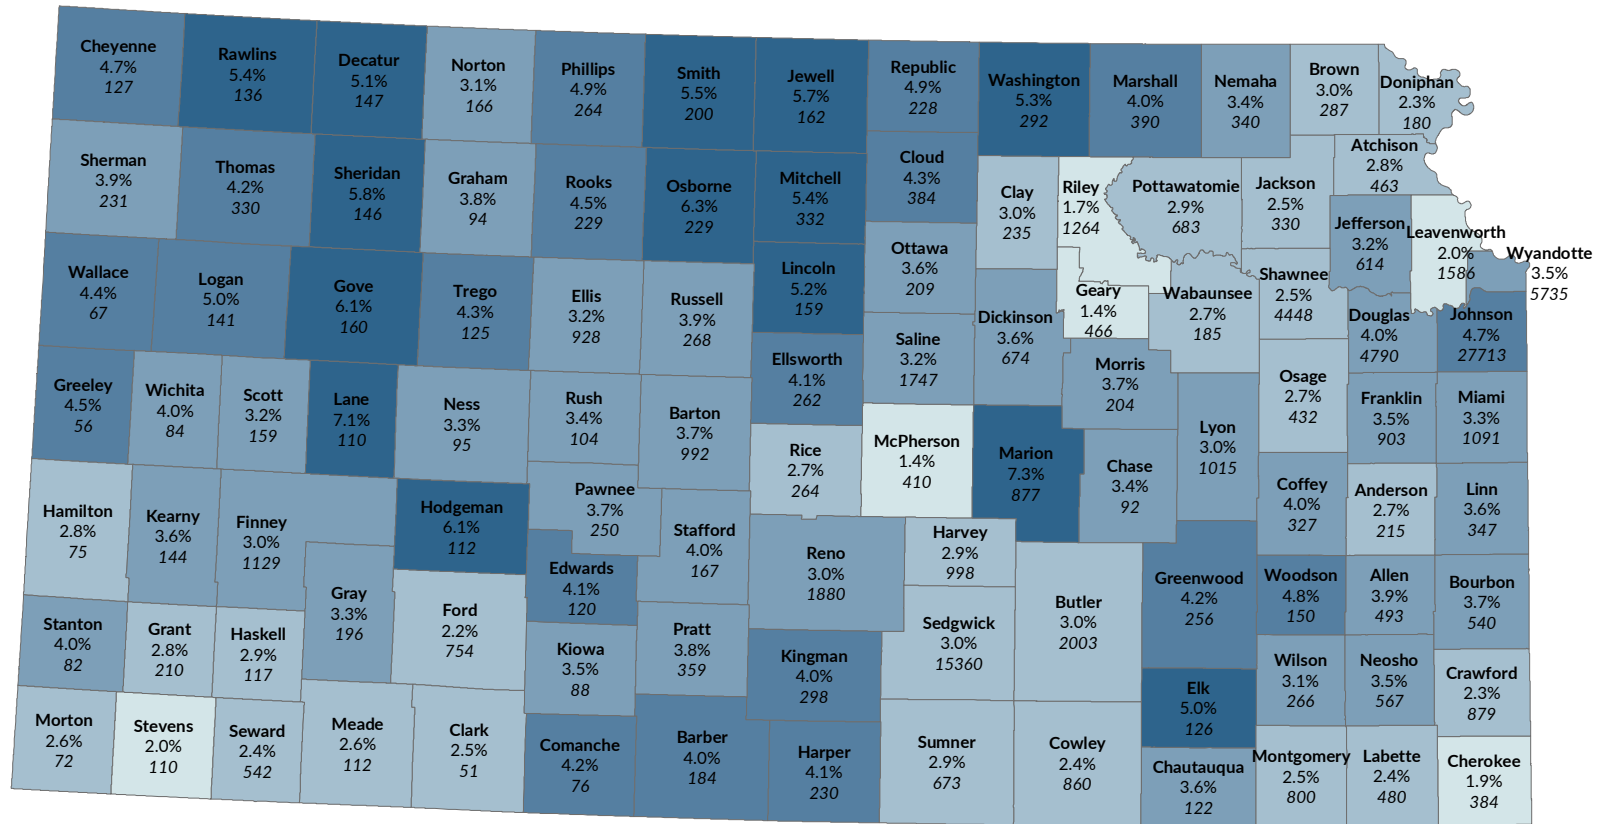 Cheyenne
4.7%
127
Rawlins
5.4%
136
Decatur
5.1%
147
Norton
3.1%
166
Phillips
4.9%
264
Smith
5.5%
200
Jewell
5.7%
162
Republic
4.9%
228
Washington
5.3%
292
Marshall
4.0%
390
Nemaha
3.4%
340
Brown
3.0%
287
Doniphan
2.3%
180
Sherman
3.9%
231
Thomas
4.2%
330
Sheridan
5.8%
146
Graham
3.8%
94
Rooks
4.5%
229
Osborne
6.3%
229
Mitchell
5.4%
332
Cloud
4.3%
384
Clay
3.0%
235
Riley
1.7%
1264
Pottawatomie
2.9%
683
Jackson
2.5%
330
Atchison
2.8%
463
Jefferson
3.2%
614
Leavenworth
2.0%
1586
Wyandotte
3.5%
5735
Wallace
4.4%
67
Logan
5.0%
141
Gove
6.1%
160
Trego
4.3%
125
Ellis
3.2%
928
Russell
3.9%
268
Lincoln
5.2%
159
Ottawa
3.6%
209
Saline
3.2%
1747
Dickinson
3.6%
674
Geary
1.4%
466
Wabaunsee
2.7%
185
Shawnee
2.5%
4448
Douglas
4.0%
4790
Johnson
4.7%
27713
Greeley
4.5%
56
Wichita
4.0%
84
Scott
3.2%
159
Lane
7.1%
110
Ness
3.3%
95
Rush
3.4%
104
Barton
3.7%
992
Ellsworth
4.1%
262
Rice
2.7%
264
McPherson
1.4%
410
Marion
7.3%
877
Morris
3.7%
204
Chase
3.4%
92
Lyon
3.0%
1015
Osage
2.7%
432
Franklin
3.5%
903
Miami
3.3%
1091
Hamilton
2.8%
75
Kearny
3.6%
144
Finney
3.0%
1129
Hodgeman
6.1%
112
Pawnee
3.7%
250
Stafford
4.0%
167
Reno
3.0%
1880
Harvey
2.9%
998
Coffey
4.0%
327
Anderson
2.7%
215
Linn
3.6%
347
Gray
3.3%
196
Ford
2.2%
754
Edwards
4.1%
120
Kiowa
3.5%
88
Pratt
3.8%
359
Kingman
4.0%
298
Sedgwick
3.0%
15360
Butler
3.0%
2003
Greenwood
4.2%
256
Woodson
4.8%
150
Allen
3.9%
493
Bourbon
3.7%
540
Stanton
4.0%
82
Grant
2.8%
210
Haskell
2.9%
117
Elk
5.0%
126
Wilson
3.1%
266
Neosho
3.5%
567
Crawford
2.3%
879
Morton
2.6%
72
Stevens
2.0%
110
Seward
2.4%
542
Meade
2.6%
112
Clark
2.5%
51
Comanche
4.2%
76
Barber
4.0%
184
Harper
4.1%
230
Sumner
2.9%
673
Cowley
2.4%
860
Chautauqua
3.6%
122
Montgomery
2.5%
800
Labette
2.4%
480
Cherokee
1.9%
384